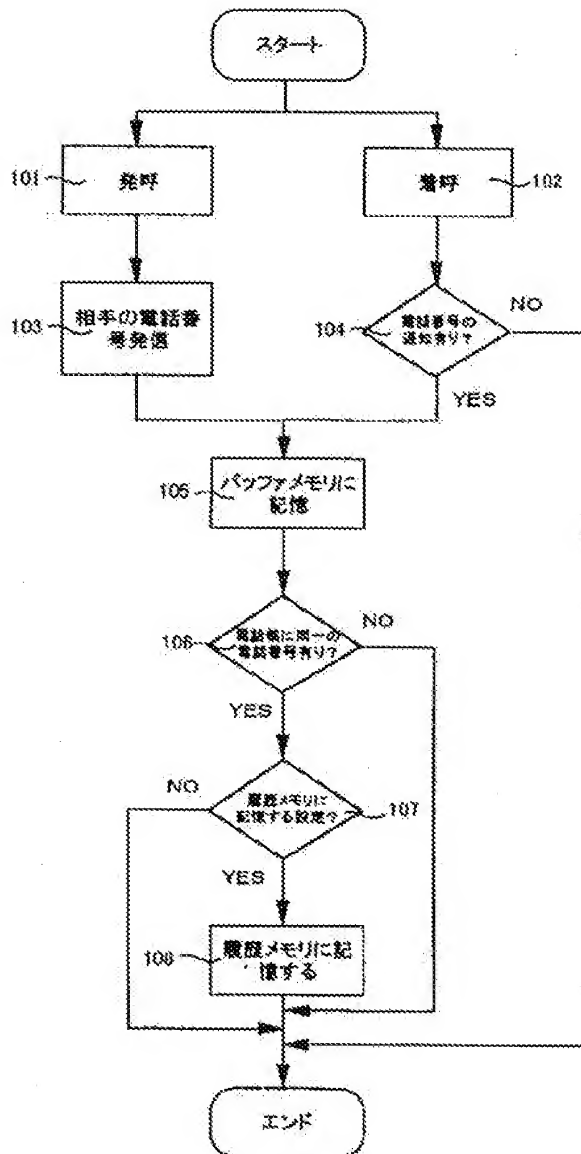 スタート
101
発呼
着呼
102
103
相手の電話番
号発信
104
電話番号の
通知有り?
NO
YES
105
バッファメモリに
記憶
106
電話帳に同一の
電話番号有り?
NO
YES
NO
履歴メモリに
記憶する設定?
107
YES
108
履歴メモリに記
憶する
エンド